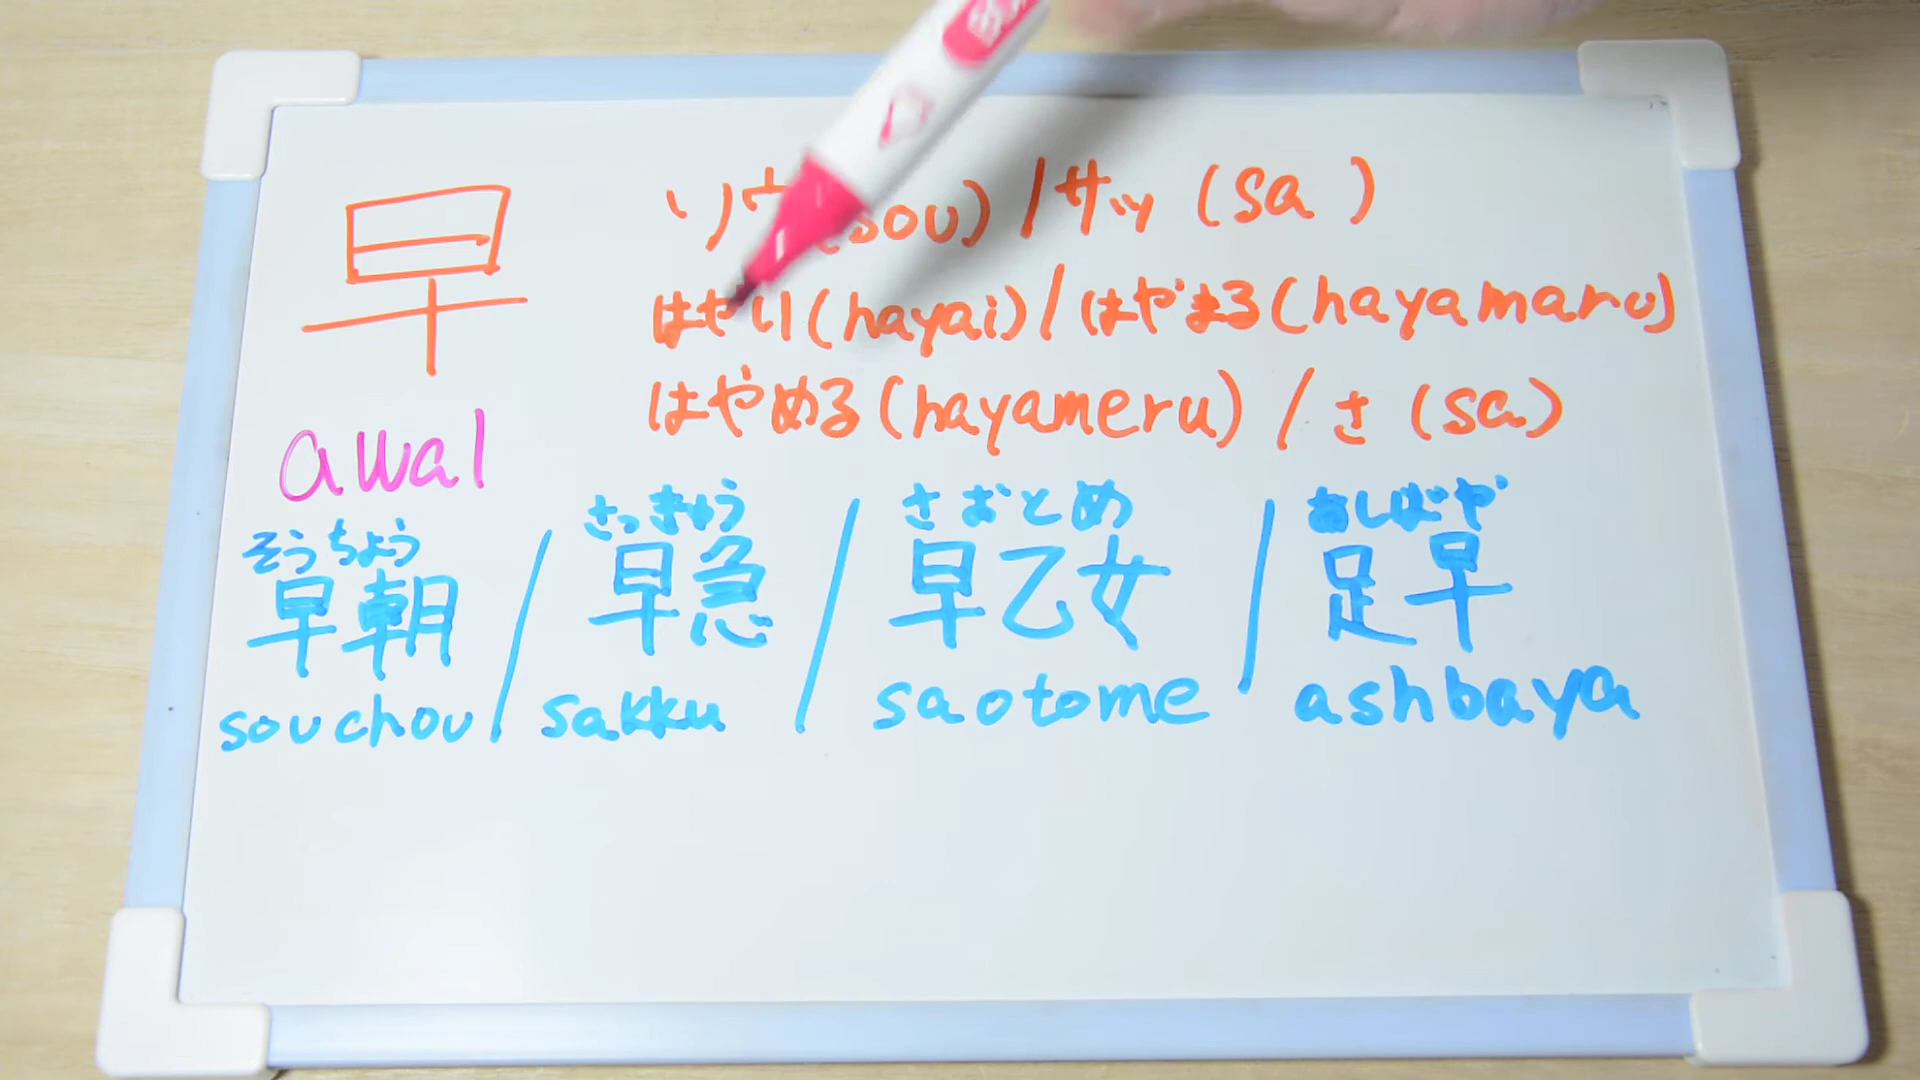 早
ソウ(sou) / サッ (sa )
はやい(hayai) / はやまる(hayamaru)
はやめる(hayameru) / さ (sa)
awal
そうちょう / さっきゅう / さおとめ / あしばや
早朝 / 早急 / 早乙女 / 足早
souchou / sakku / saotome / ashbaya